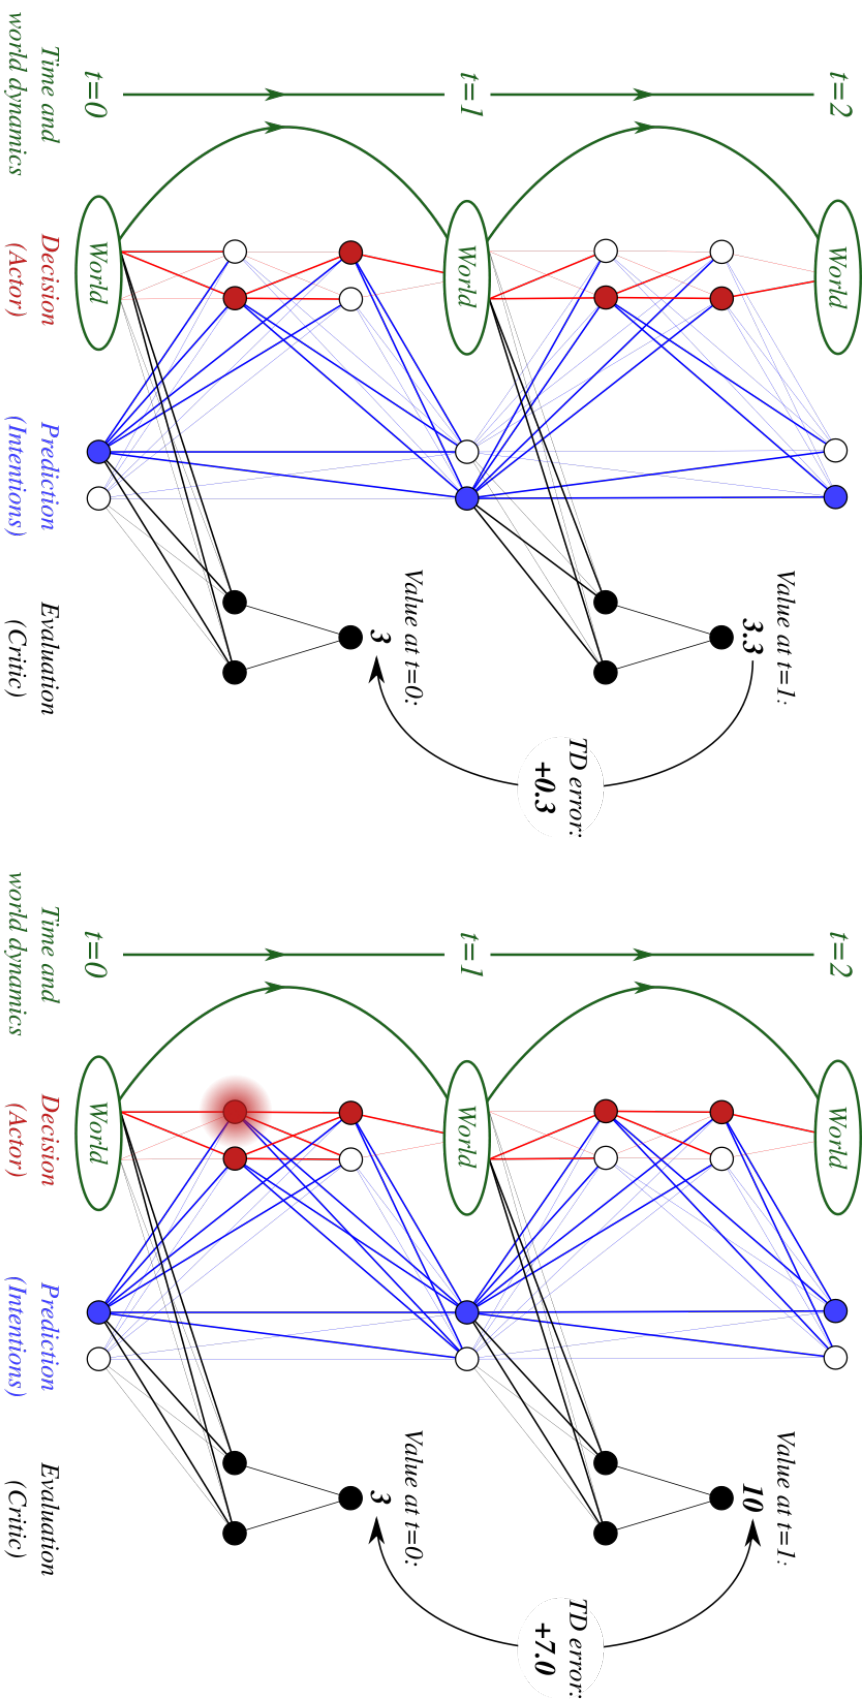 Time and
world dynamics
Decision
(Actor)
Prediction
(Intentions)
Evaluation
(Critic)
t=0
World
Value at t=0:
3
TD error:
+0.3
t=1
World
Value at t=1:
3.3
t=2
World
Time and
world dynamics
Decision
(Actor)
Prediction
(Intentions)
Evaluation
(Critic)
t=0
World
Value at t=0:
3
TD error:
+7.0
t=1
World
Value at t=1:
10
t=2
World